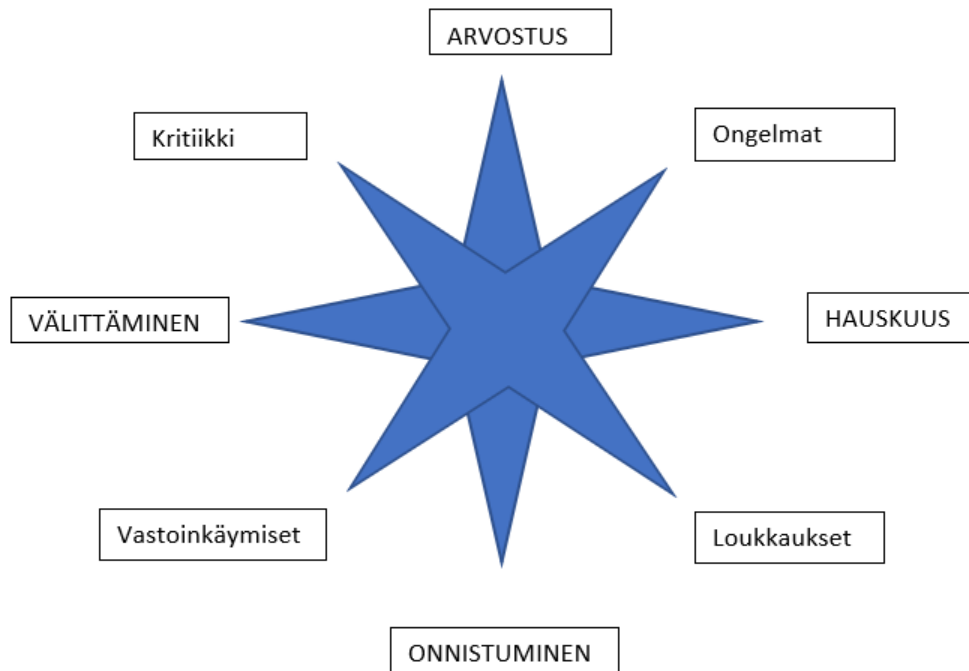 ARVOSTUS
Kritiikki
Ongelmat
VÄLITTÄMINEN
HAUSKUUS
Vastoinkäymiset
Loukkaukset
ONNISTUMINEN